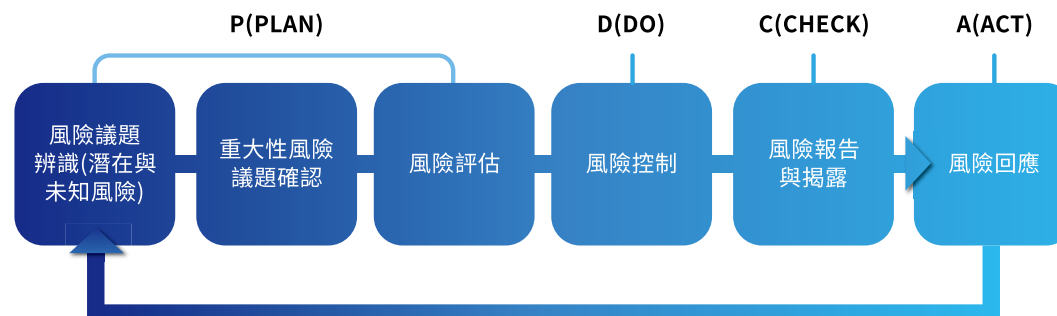 P(PLAN)
D(DO)
C(CHECK)
A(ACT)
風險議題
辨識(潛在與
未知風險)
重大性風險
議題確認
風險評估
風險控制
風險報告
與揭露
風險回應